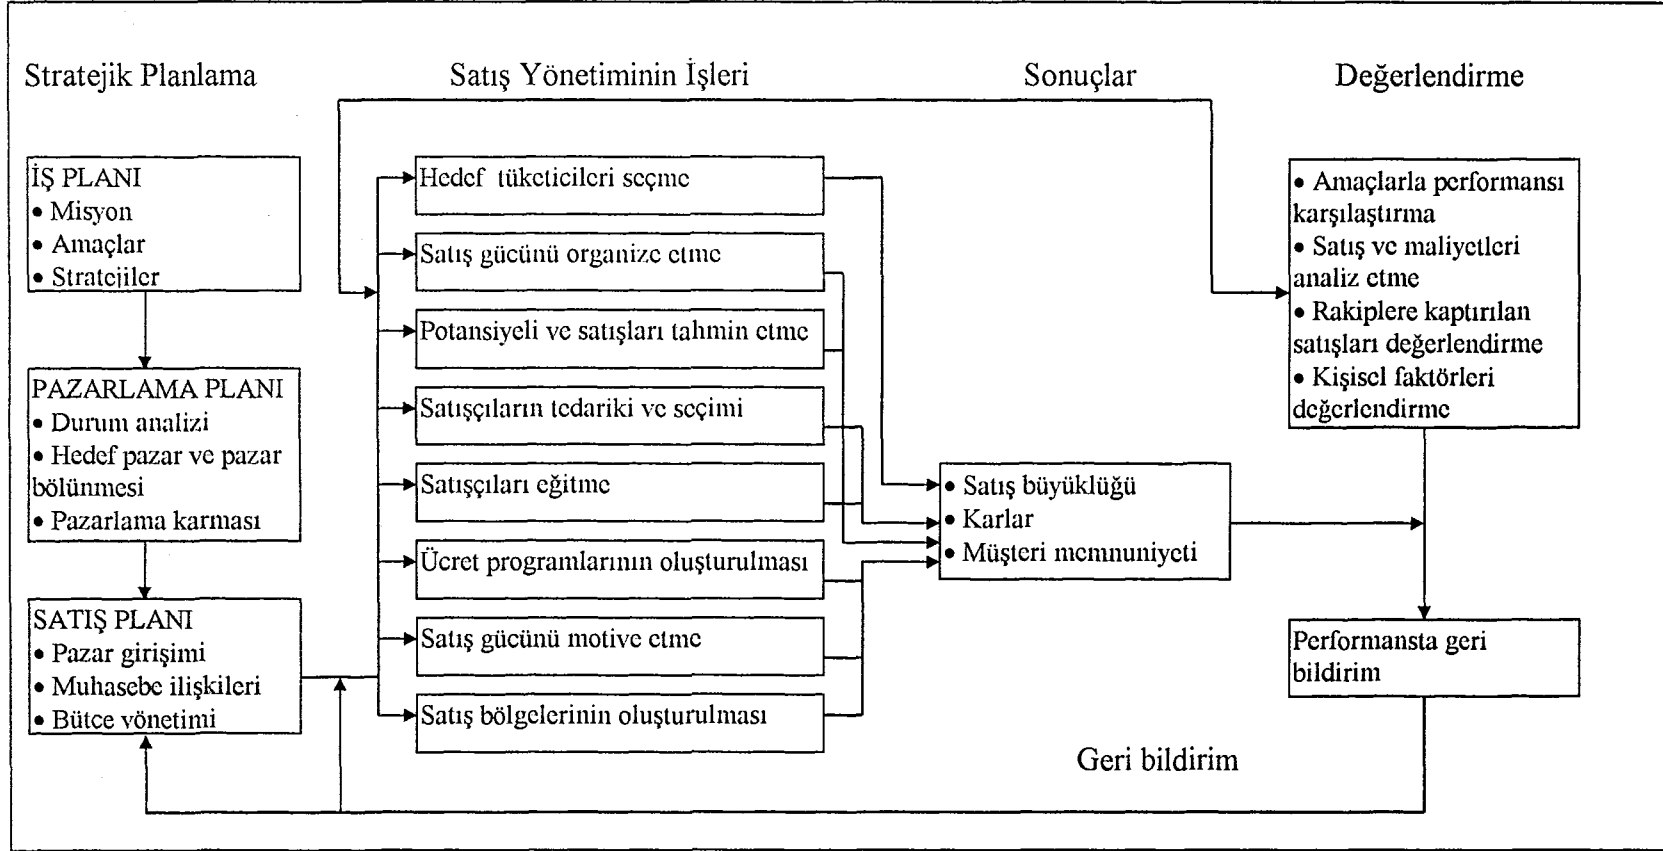 Stratejik Planlama
Satış Yönetiminin İşleri
Sonuçlar
Değerlendirme
İŞ PLANI
• Misyon
• Amaçlar
• Stratejiler
PAZARLAMA PLANI
• Durum analizi
• Hedef pazar ve pazar
bölünmesi
• Pazarlama karması
SATIŞ PLANI
• Pazar girişimi
• Muhasebe ilişkileri
• Bütçe yönetimi
Hedef tüketicileri seçme
Satış gücünü organize etme
Potansiyeli ve satışları tahmin etme
Satışçıların tedariki ve seçimi
Satışçıları eğitme
Ücret programlarının oluşturulması
Satış gücünü motive etme
Satış bölgelerinin oluşturulması
• Satış büyüklüğü
• Karlar
• Müşteri memnuniyeti
• Amaçlarla performansı
karşılaştırma
• Satış ve maliyetleri
analiz etme
• Rakiplere kaptırılan
satışları değerlendirme
• Kişisel faktörleri
değerlendirme
Performansta geri
bildirim
Geri bildirim